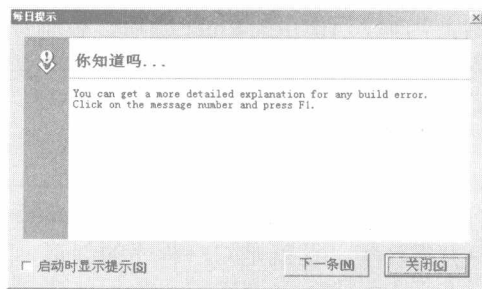 每日提示
你知道吗...
You can get a more detailed explanation for any build error.
Click on the message number and press F1.
启动时显示提示[S]
下一条[N]
关闭[C]